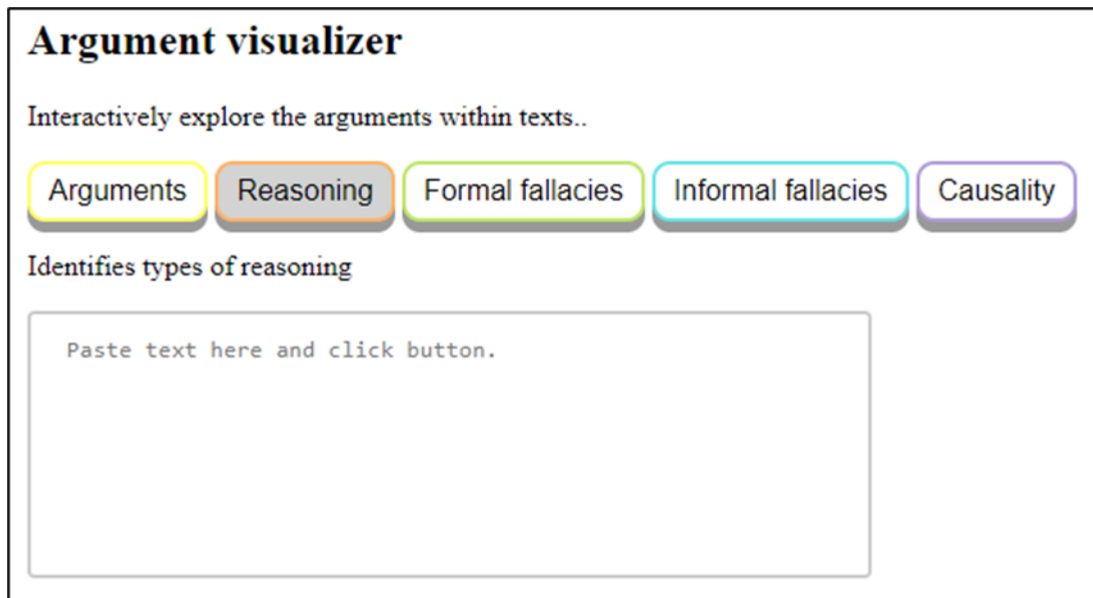 Argument visualizer
Interactively explore the arguments within texts..
Arguments Reasoning Formal fallacies Informal fallacies Causality
Identifies types of reasoning
Paste text here and click button.